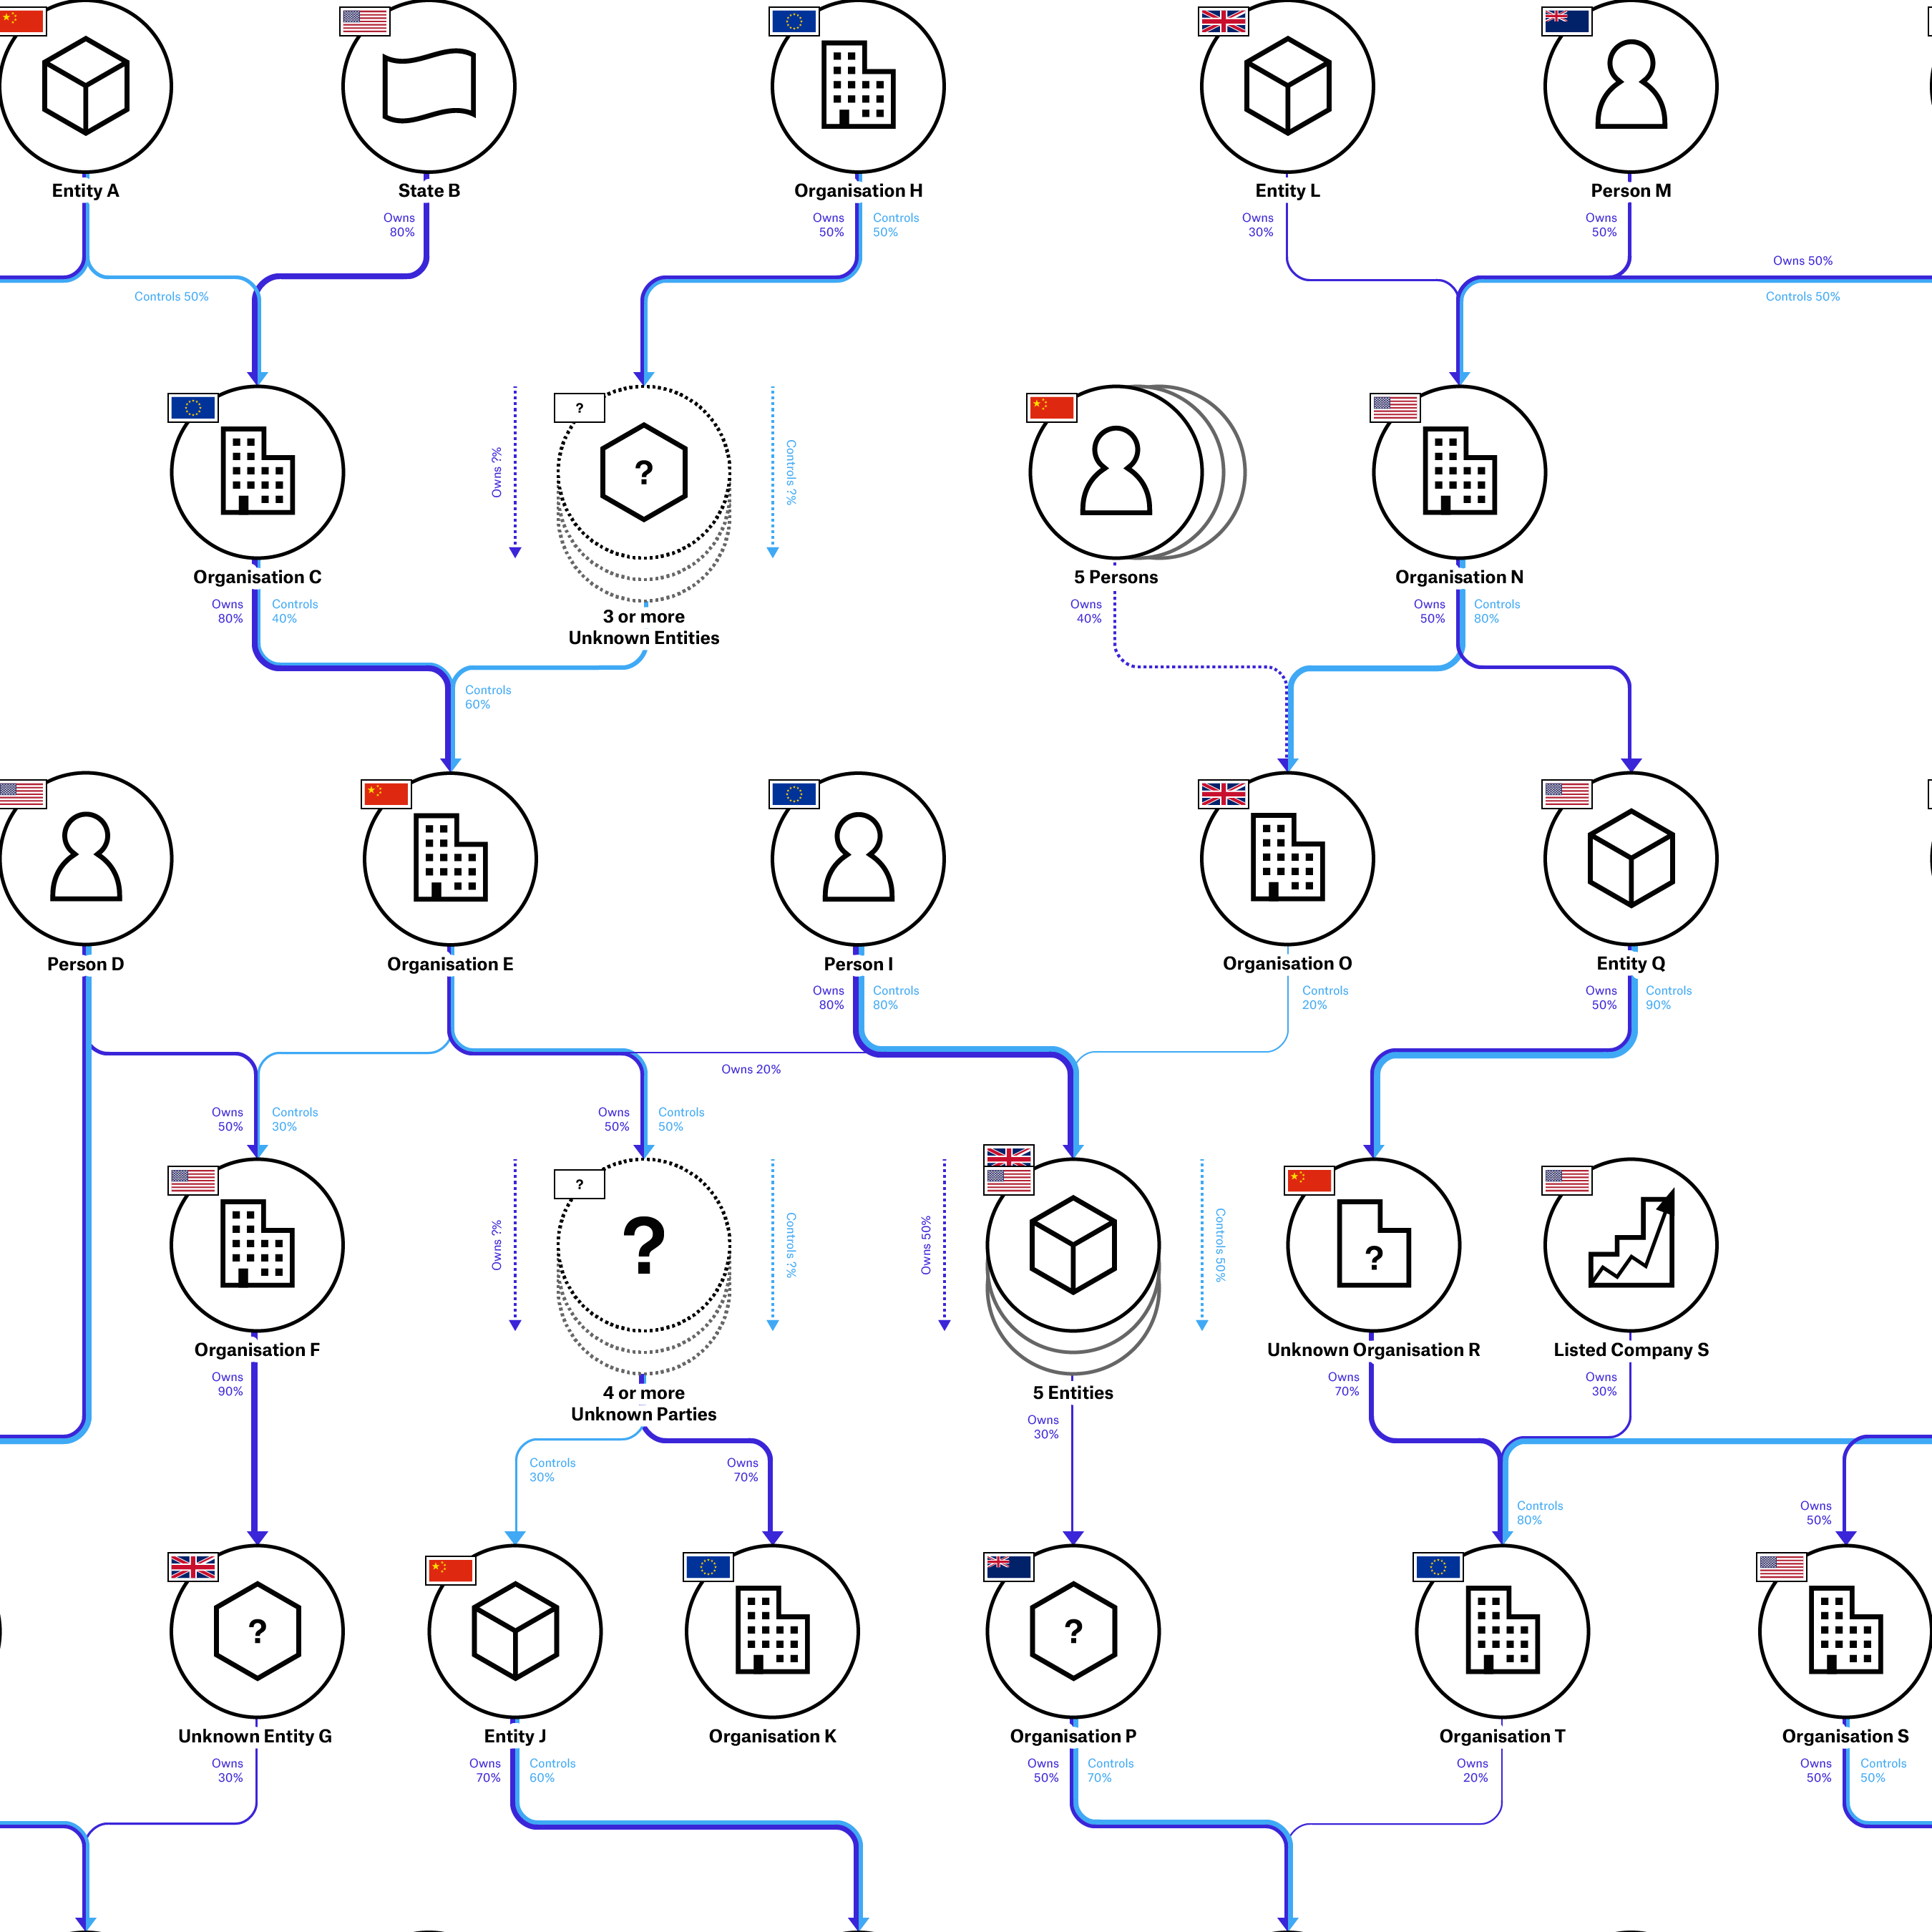 Entity A
State B
Organisation H
Entity L
Person M
Owns
80%
Owns
50%
Controls
50%
Owns
30%
Owns
50%
Owns 50%
Controls 50%
Controls 50%
?
?
Owns ?%
Controls ?%
Organisation C
5 Persons
Organisation N
Owns
80%
Controls
40%
3 or more
Unknown Entities
Owns
40%
Owns
50%
Controls
80%
Controls
60%
Person D
Organisation E
Person I
Organisation O
Entity Q
Owns
80%
Controls
80%
Controls
20%
Owns
50%
Controls
90%
Owns 20%
Owns
50%
Controls
30%
Owns
50%
Controls
50%
?
?
Owns ?%
Controls ?%
Owns 50%
Controls 50%
?
Organisation F
Unknown Organisation R
Listed Company S
Owns
90%
4 or more
Unknown Parties
5 Entities
Owns
70%
Owns
30%
Owns
30%
Controls
30%
Owns
70%
Controls
80%
Owns
50%
?
?
Unknown Entity G
Entity J
Organisation K
Organisation P
Organisation T
Organisation S
Owns
30%
Owns
70%
Controls
60%
Owns
50%
Controls
70%
Owns
20%
Owns
50%
Controls
50%